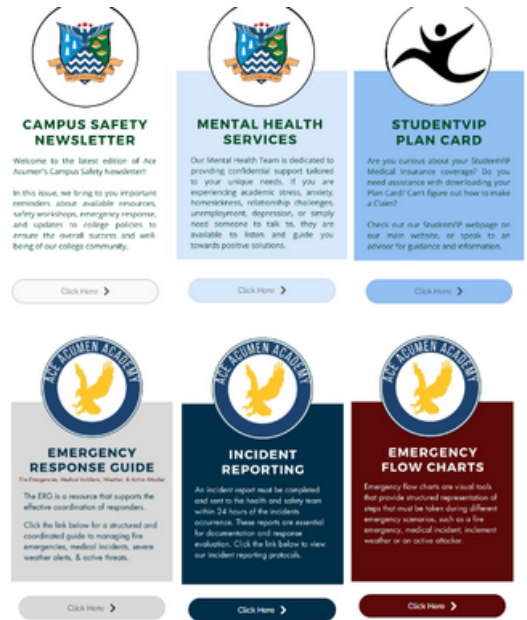 CAMPUS SAFETY
NEWSLETTER
Welcome to the latest edition of Ace
Acumer's Campus Safety Newsletter!
In this issue, we bring to you important
reminders about available resources,
safety workshops, emergency response,
and updates to college policies to
ensure the overall success and well-
being of our college community.
Click Here
MENTAL HEALTH
SERVICES
Our Mental Health Team is dedicated to
providing confidential support tailored
to your unique needs. If you are
experiencing academic stress, anxiety,
homesickness, relationship challenges,
unemployment, depression, or simply
need someone to talk to, they are
available to listen and guide you
towards positive solutions.
Click Here
STUDENTVIP
PLAN CARD
Are you curious about your StudentVIP
Medical Insurance coverage? Do you
need assistance with downloading your
Plan Card? Can't figure out how to make
a Claim?
Check out our StudentVIP webpage on
our main website, or speak to an
advisor for guidance and information.
Click Here
ACE ACUMEN ACADEMY
EMERGENCY
RESPONSE GUIDE
Fire Emergencies, Medical Incident, Weather, & Active Attacker
The ERG is a resource that supports the
effective coordination of responders.
Click the link below for a structured and
coordinated guide to managing fire
emergencies, medical incidents, severe
weather alerts, & active threats.
Click Here
ACE ACUMEN ACADEMY
INCIDENT
REPORTING
An incident report must be completed
and sent to the health and safety team
within 24 hours of the incidents
occurrence. These reports are essential
for documentation and response
evaluation. Click the link below to view
our incident reporting protocols.
Click Here
ACE ACUMEN ACADEMY
EMERGENCY
FLOW CHARTS
Emergency flow charts are visual tools
that provide structured representation of
steps that must be taken during different
emergency scenarios, such as a fire
emergency, medical incident, inclement
weather or an active attacker.
Click Here